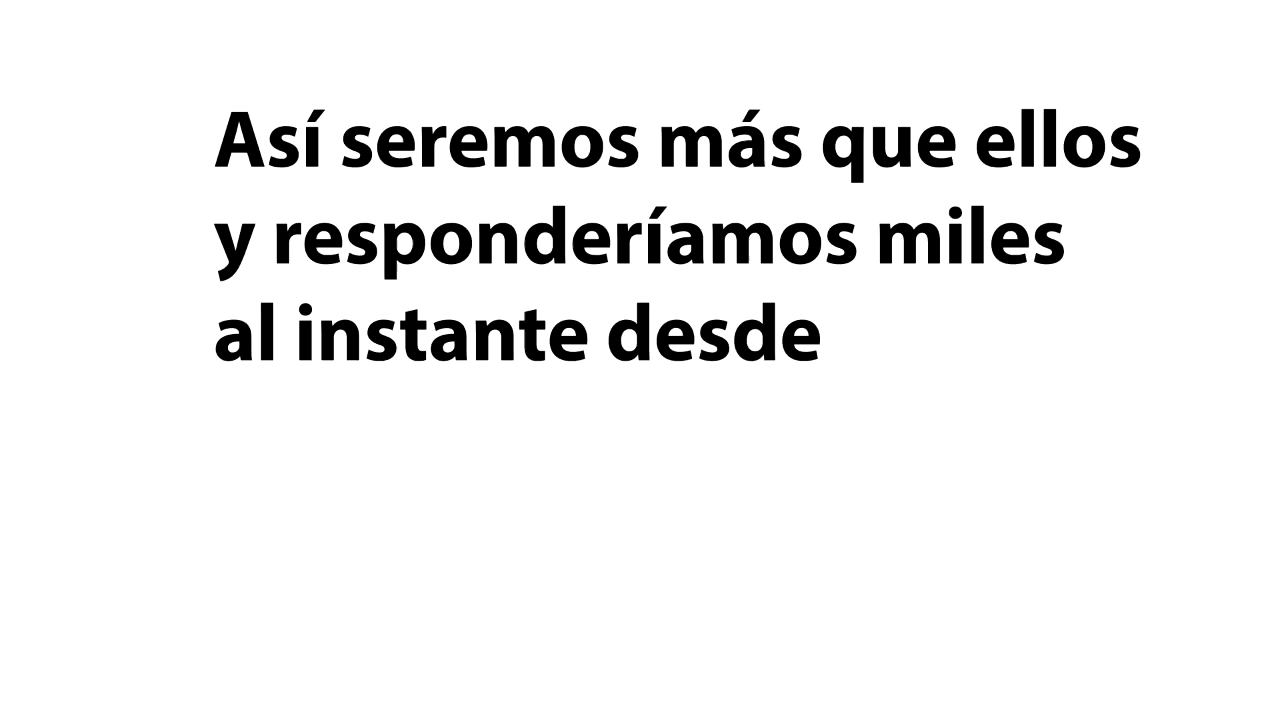 Así seremos más que ellos
y responderíamos miles
al instante desde